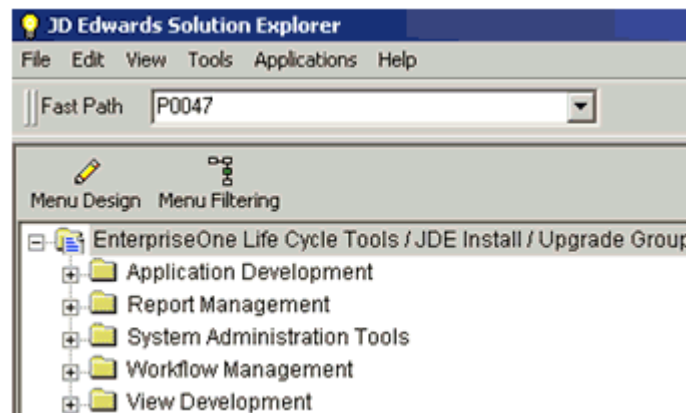 JD Edwards Solution Explorer
File Edit View Tools Applications Help
Fast Path P0047
Menu Design Menu Filtering
EnterpriseOne Life Cycle Tools / JDE Install / Upgrade Group
Application Development
Report Management
System Administration Tools
Workflow Management
View Development